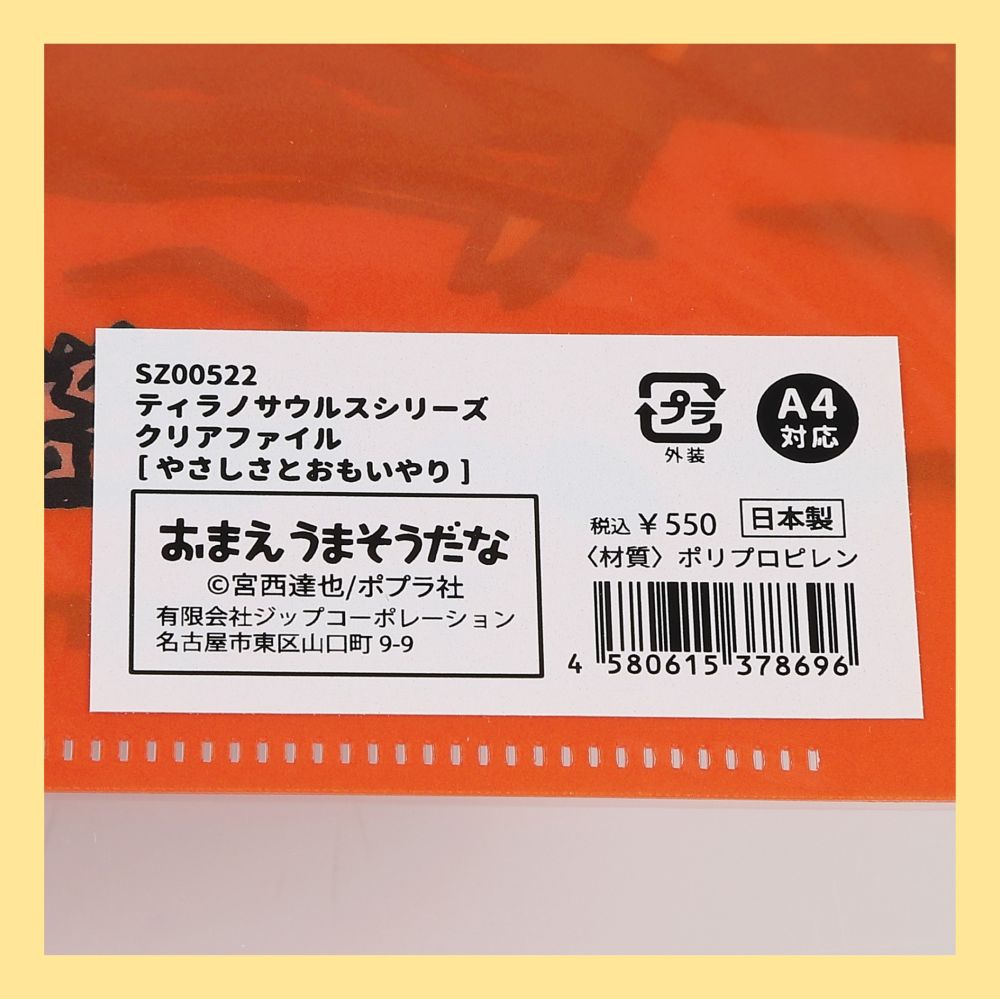 SZ00522
ティラノサウルスシリーズ
クリアファイル
[やさしさとおもいやり]
おまえうまそうだな
©宮西達也/ポプラ社
有限会社ジップコーポレーション
名古屋市東区山口町 9-9
プラ
外装
A4
対応
税込 ¥550
日本製
〈材質〉ポリプロピレン
4 580615 378696